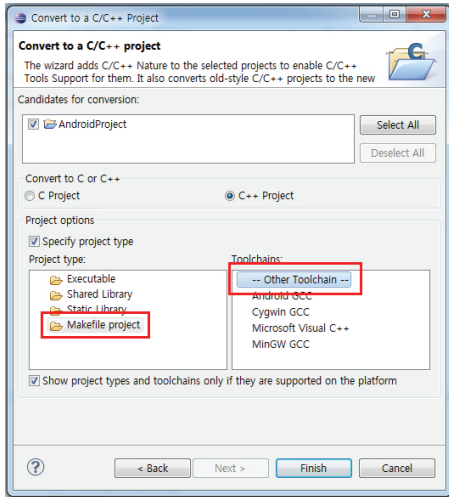 Convert to a C/C++ Project
Convert to a C/C++ project
The wizard adds C/C++ Nature to the selected projects to enable C/C++
Tools Support for them. It also converts old-style C/C++ projects to the new
Candidates for conversion:
AndroidProject
Select All
Deselect All
Convert to C or C++
C Project
C++ Project
Project options
Specify project type
Project type:
Toolchains:
Executable
Shared Library
Static Library
Makefile project
-- Other Toolchain --
Android GCC
Cygwin GCC
Microsoft Visual C++
MinGW GCC
Show project types and toolchains only if they are supported on the platform
< Back
Next >
Finish
Cancel